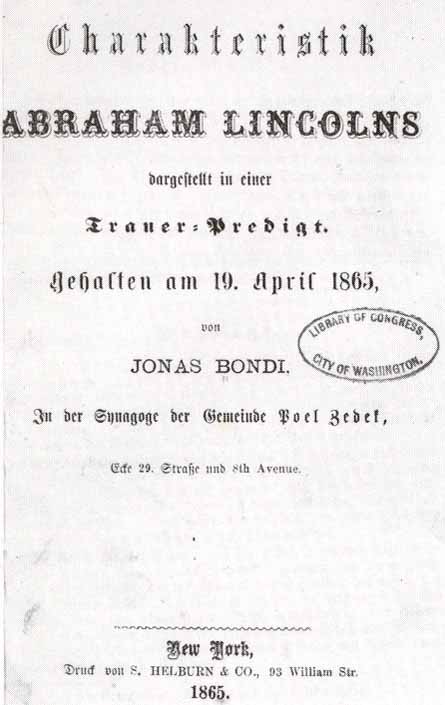 Charakteristik
ABRAHAM LINCOLNS
dargestellt in einer
Trauer-Predigt.
Gehalten am 19. April 1865,
von
JONAS BONDI.
LIBRARY OF CONGRESS,
CITY OF WASHINGTON.
In der Synagoge der Gemeinde Poel Zedek,
Ecke 29. Straße und 8th Avenue.
New York,
Druck von S. HELBURN & CO., 93 William Str.
1865.